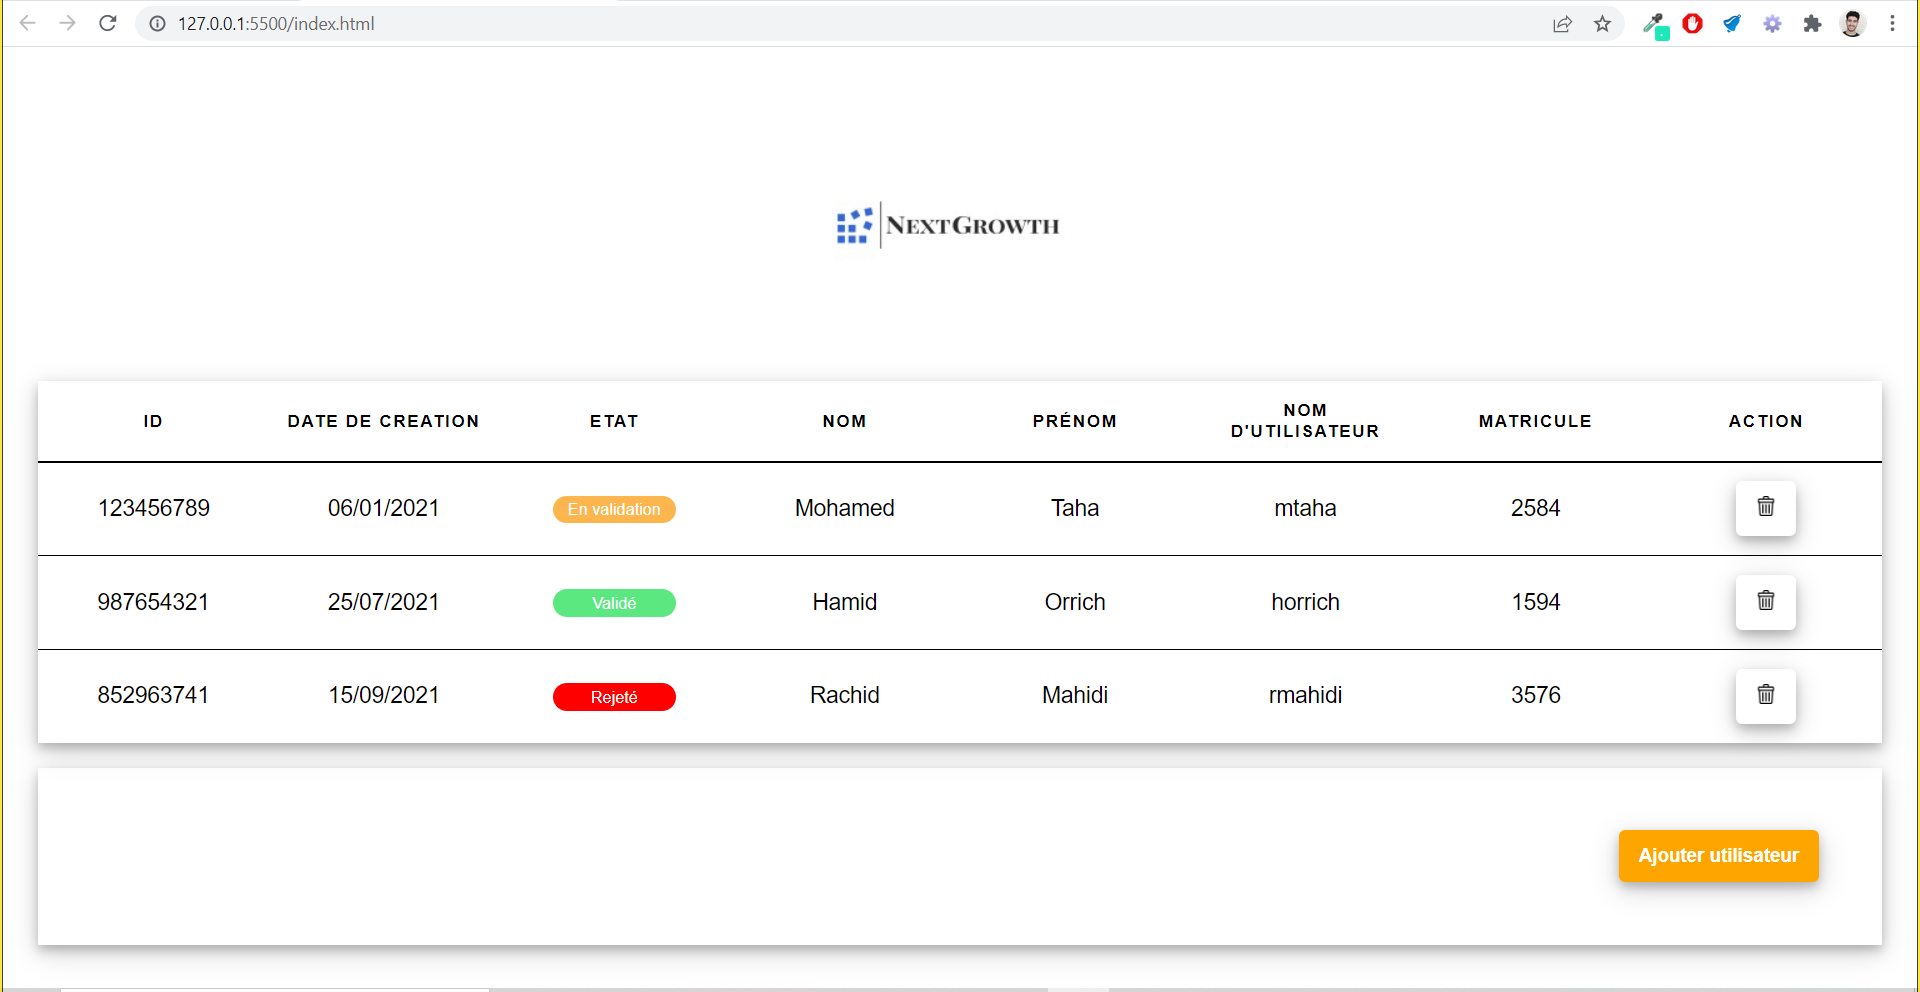 127.0.0.1:5500/index.html
NEXTGROWTH
ID DATE DE CREATION ETAT NOM PRÉNOM NOM D'UTILISATEUR MATRICULE ACTION
123456789 06/01/2021 En validation Mohamed Taha mtaha 2584
987654321 25/07/2021 Validé Hamid Orrich horrich 1594
852963741 15/09/2021 Rejeté Rachid Mahidi rmahidi 3576
Ajouter utilisateur